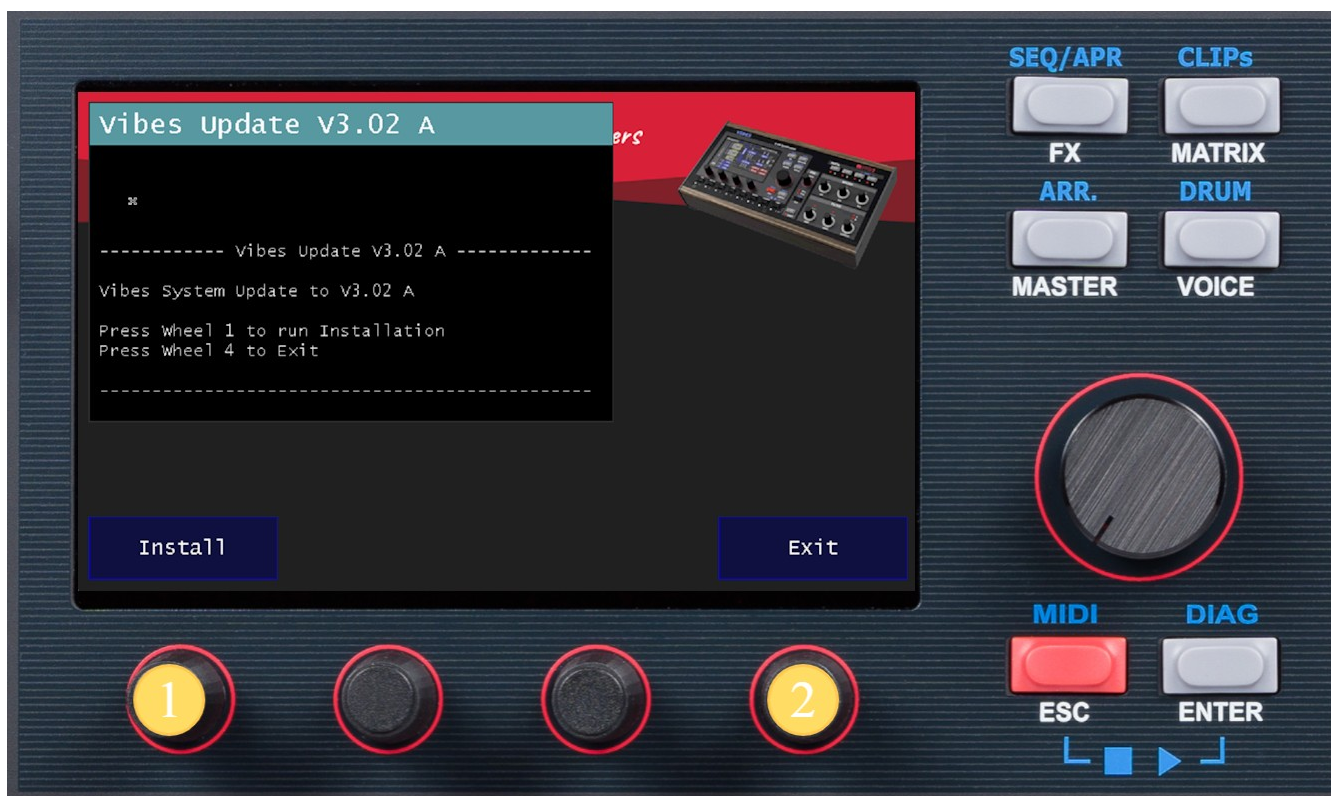 SEQ/APR CLIPs
FX MATRIX
ARR. DRUM
MASTER VOICE
Vibes Update V3.02 A
ers
------------ Vibes Update V3.02 A -------------
Vibes System Update to V3.02 A
Press Wheel 1 to run Installation
Press Wheel 4 to Exit
-----------------------------------------------
Install Exit
1 2
MIDI DIAG
ESC ENTER